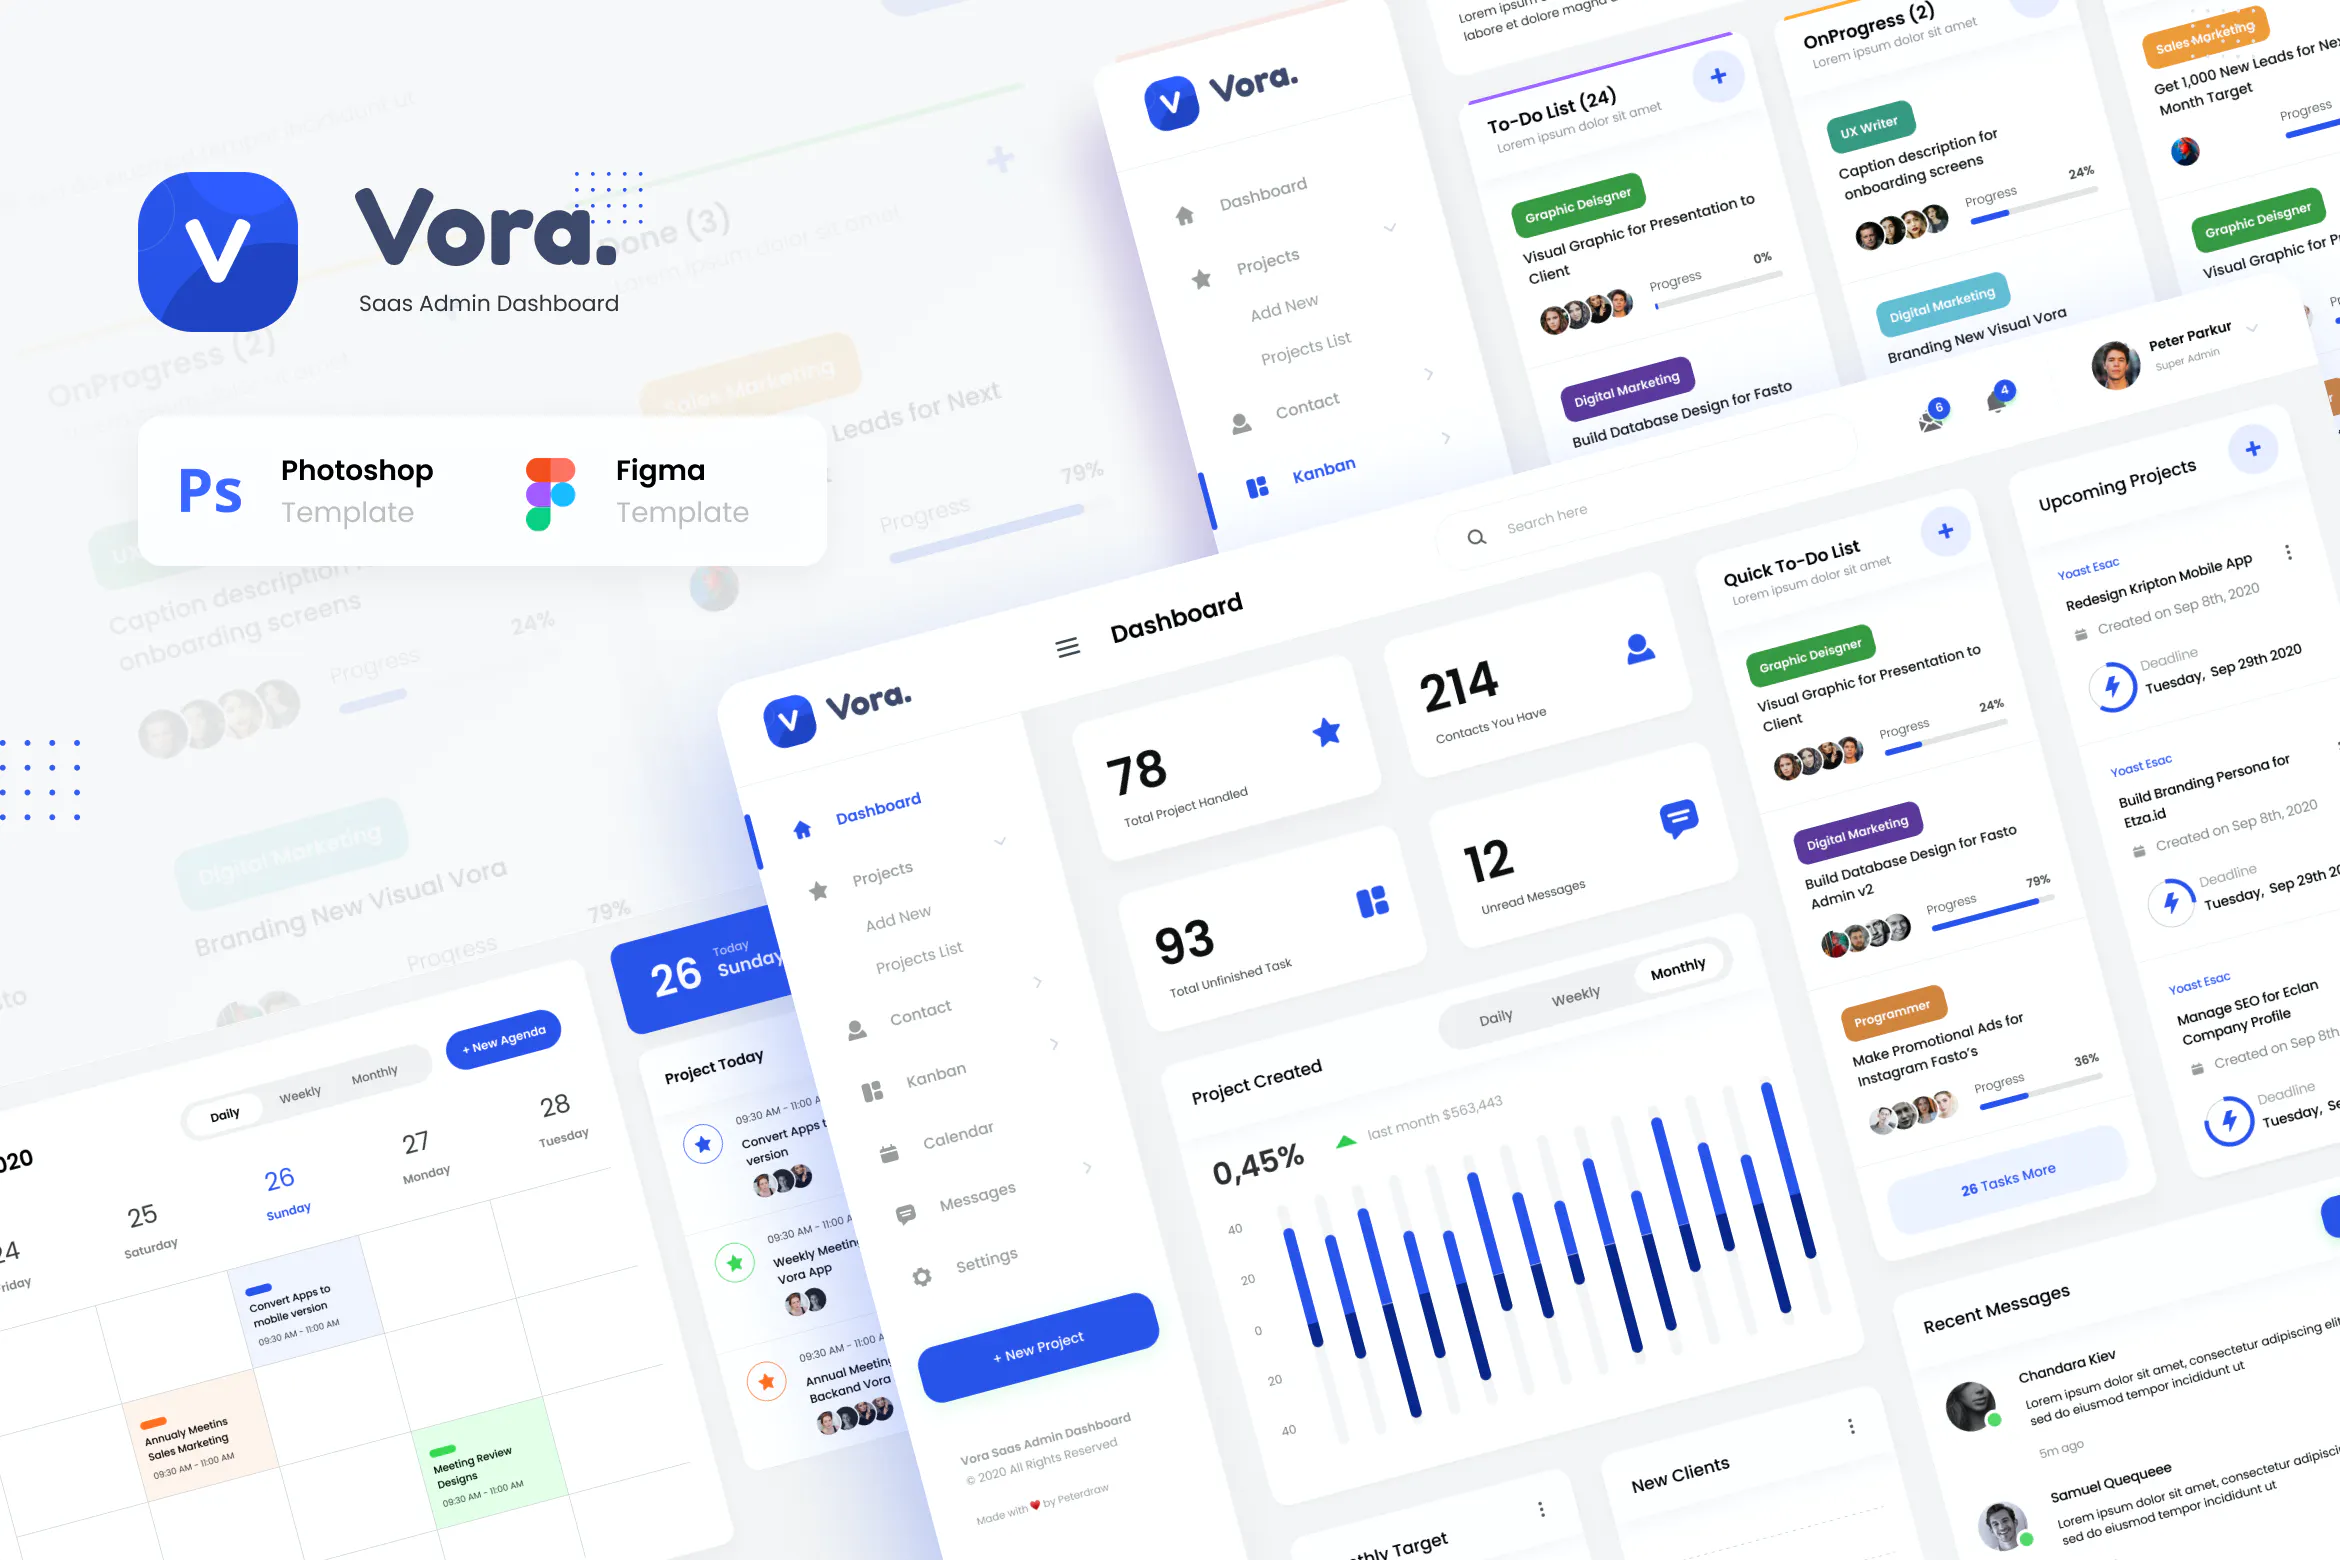 V
Vora.
Saas Admin Dashboard
Ps
Photoshop
Template
Figma
Template
OnProgress (2)
Done (3)
Lorem ipsum dolor sit amet
Sales Marketing
Leads for Next
79%
Progress
Caption description
onboarding screens
24%
Progress
Digital Marketing
Branding New Visual Vora
79%
Progress
V
Vora.
Dashboard
Projects
Add New
Projects List
Contact
Kanban
Lorem ipsum
labore et dolore magna
To-Do List (24)
Lorem ipsum dolor sit amet
Graphic Deisgner
Visual Graphic for Presentation to
Client
Progress
0%
Digital Marketing
Build Database Design for Fasto
OnProgress (2)
Lorem ipsum dolor sit amet
UX Writer
Caption description for
onboarding screens
Progress
24%
Digital Marketing
Branding New Visual Vora
Sales Marketing
Get 1,000 New Leads for Nex
Month Target
Progress
Graphic Deisgner
Visual Graphic for P
V
Vora.
Dashboard
Search here
6
4
Peter Parkur
Super Admin
Dashboard
Projects
Add New
Projects List
Contact
Kanban
Calendar
Messages
Settings
+ New Project
Vora Saas Admin Dashboard
© 2020 All Rights Reserved
Made with ❤ by Peterdraw
78
Total Project Handled
214
Contacts You Have
93
Total Unfinished Task
12
Unread Messages
Project Created
Daily
Weekly
Monthly
0,45%
last month $563,443
40
20
0
20
40
Quick To-Do List
Lorem ipsum dolor sit amet
Graphic Deisgner
Visual Graphic for Presentation to
Client
Progress
24%
Digital Marketing
Build Database Design for Fasto
Admin v2
Progress
79%
Programmer
Make Promotional Ads for
Instagram Fasto's
Progress
36%
26 Tasks More
Upcoming Projects
Yoast Esac
Redesign Kripton Mobile App
Created on Sep 8th, 2020
Deadline
Tuesday, Sep 29th 2020
Yoast Esac
Build Branding Persona for
Etza.id
Created on Sep 8th, 2020
Deadline
Tuesday, Sep 29th 20
Yoast Esac
Manage SEO for Eclan
Company Profile
Created on Sep 8th
Deadline
Tuesday, Se
Recent Messages
Chandara Kiev
Lorem ipsum dolor sit amet, consectetur adipiscing elit
sed do eiusmod tempor incididunt ut
5m ago
Samuel Quequeee
Lorem ipsum dolor sit amet, consectetur adipiscing
sed do eiusmod tempor incididunt ut
New Clients
thly Target
020
Daily
Weekly
Monthly
+ New Agenda
24
riday
25
Saturday
26
Sunday
27
Monday
28
Tuesday
Convert Apps to
mobile version
09:30 AM - 11:00 AM
Annualy Meetins
Sales Marketing
09:30 AM - 11:00 AM
Meeting Review
Designs
09:30 AM - 11:00 AM
26
Today
Sunday
Project Today
09:30 AM - 11:00 A
Convert Apps t
version
09:30 AM - 11:00 A
Weekly Meetin
Vora App
09:30 AM - 11:00 A
Annual Meeting
Backand Vora